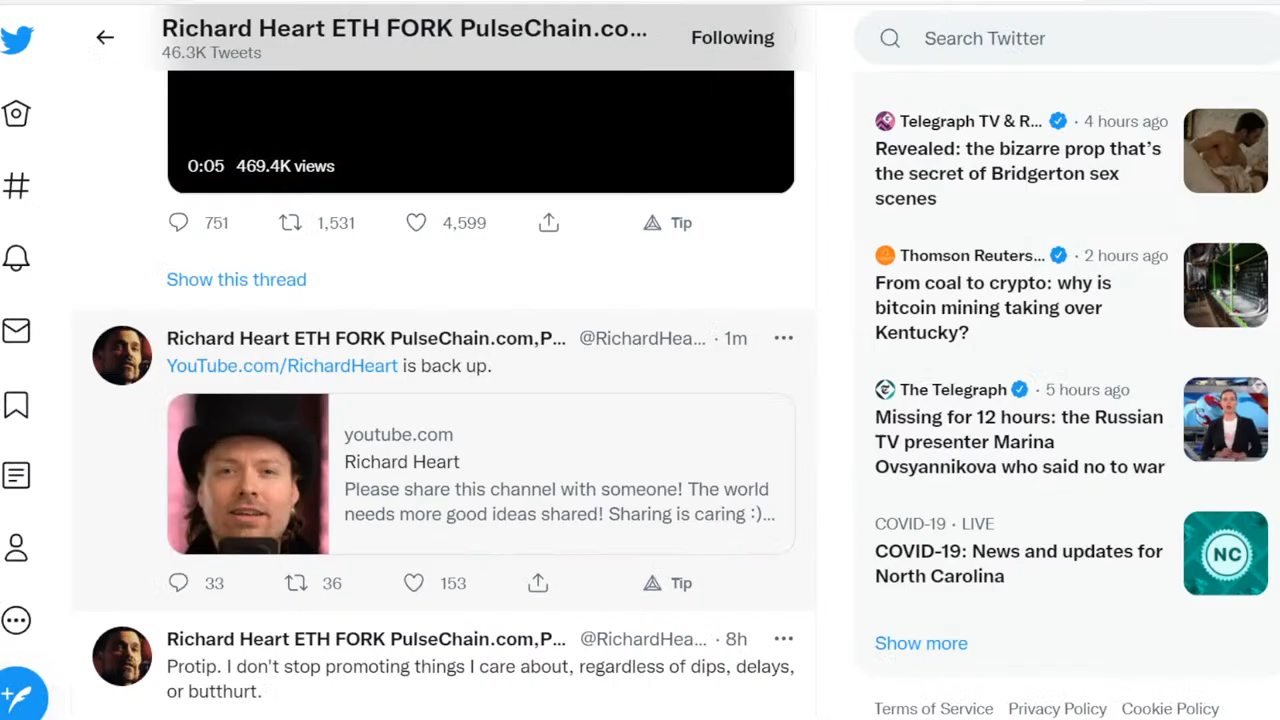 Richard Heart ETH FORK PulseChain.co...
46.3K Tweets
Following
0:05 469.4K views
751 1,531 4,599 Tip
Show this thread
Richard Heart ETH FORK PulseChain.com,P... @RichardHea... · 1m
YouTube.com/RichardHeart is back up.
youtube.com
Richard Heart
Please share this channel with someone! The world
needs more good ideas shared! Sharing is caring :)...
33 36 153 Tip
Richard Heart ETH FORK PulseChain.com,P... @RichardHea... · 8h
Protip. I don't stop promoting things I care about, regardless of dips, delays,
or butthurt.
Search Twitter
Telegraph TV & R... · 4 hours ago
Revealed: the bizarre prop that's
the secret of Bridgerton sex
scenes
Thomson Reuters... · 2 hours ago
From coal to crypto: why is
bitcoin mining taking over
Kentucky?
The Telegraph · 5 hours ago
Missing for 12 hours: the Russian
TV presenter Marina
Ovsyannikova who said no to war
COVID-19 · LIVE
COVID-19: News and updates for
North Carolina
NC
Show more
Terms of Service Privacy Policy Cookie Policy